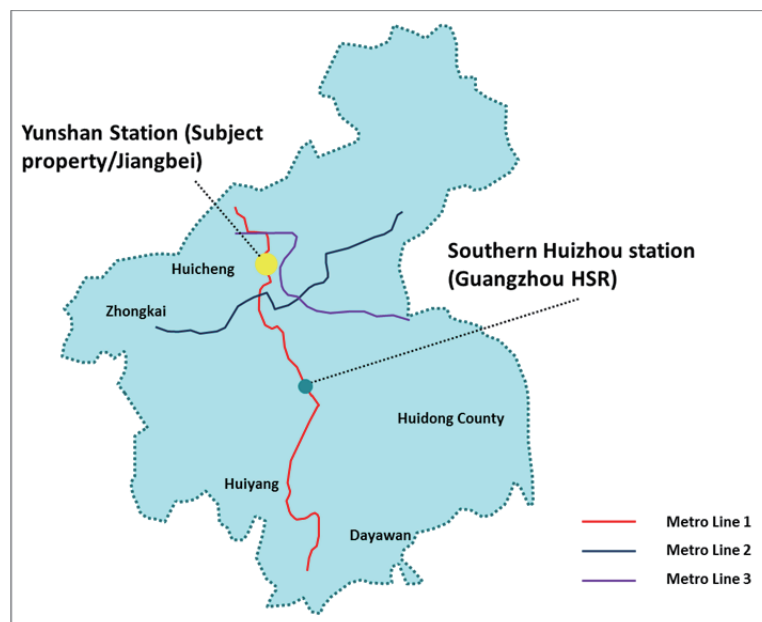 Yunshan Station (Subject
property/Jiangbei)
Southern Huizhou station
(Guangzhou HSR)
Huicheng
Zhongkai
Huidong County
Huiyang
Dayawan
Metro Line 1
Metro Line 2
Metro Line 3